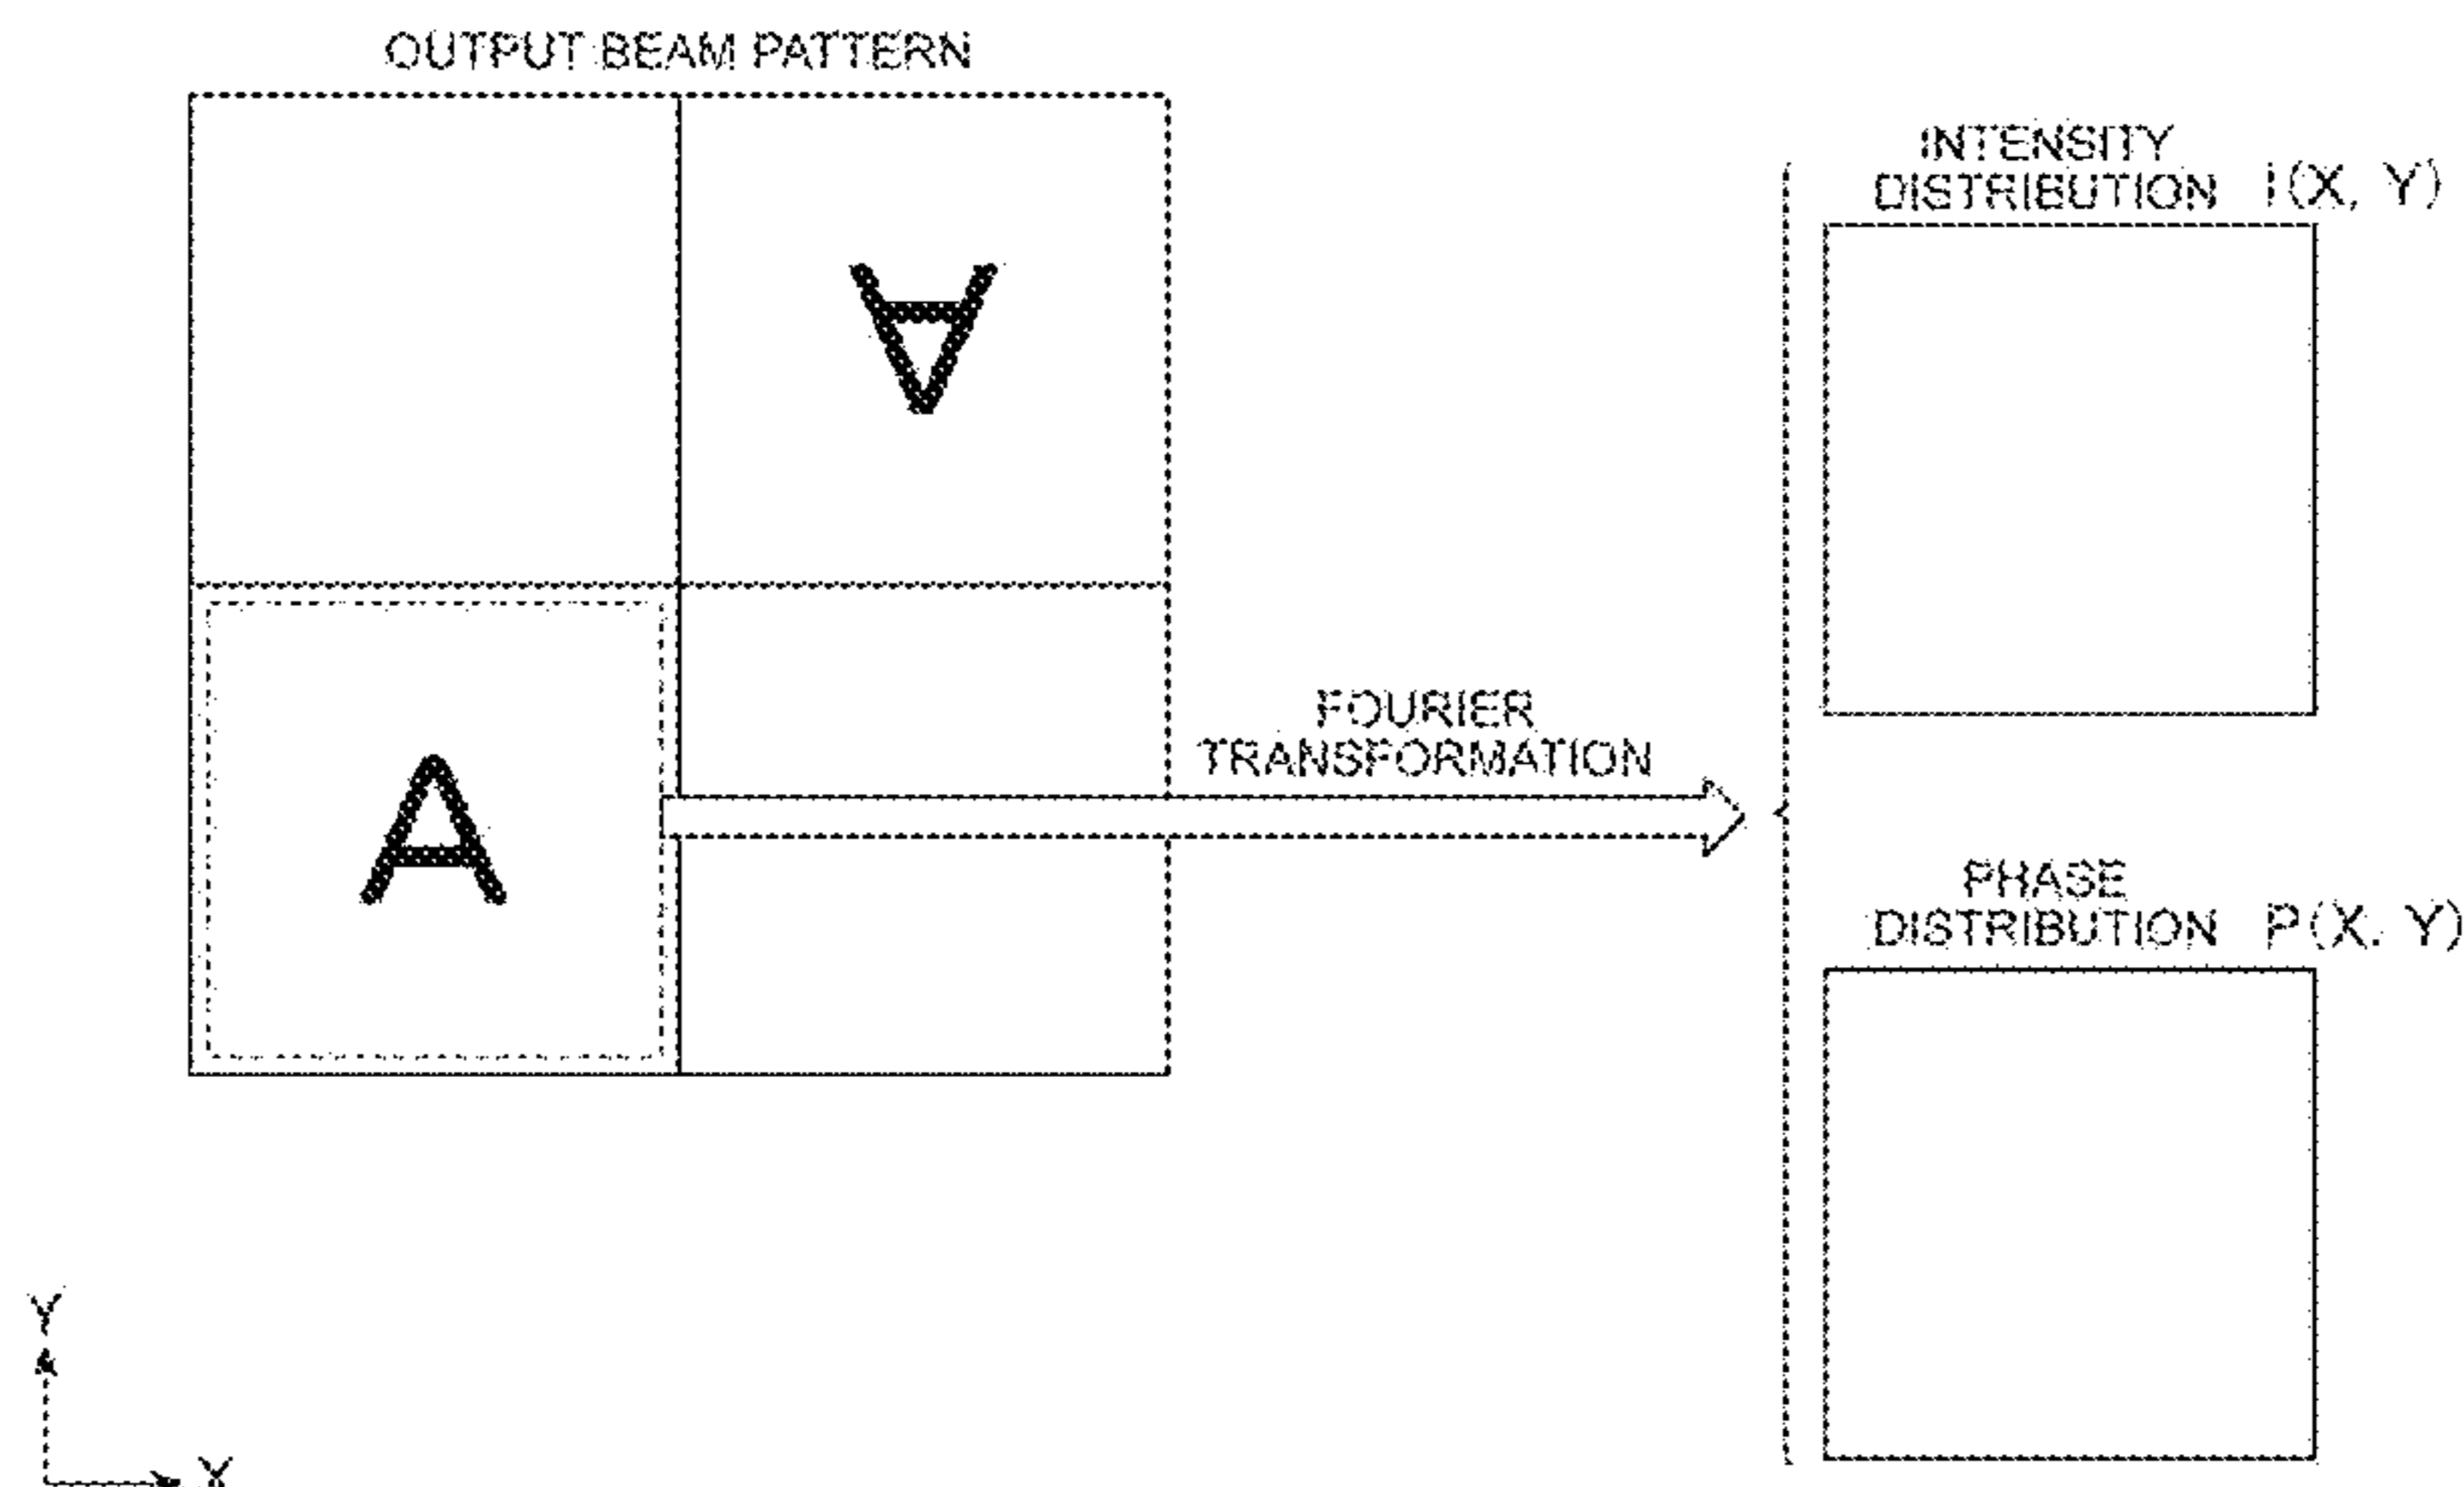 OUTPUT BEAM PATTERN
∀
A
FOURIER
TRANSFORMATION
INTENSITY
DISTRIBUTION I(X, Y)
PHASE
DISTRIBUTION P(X, Y)
Y
X